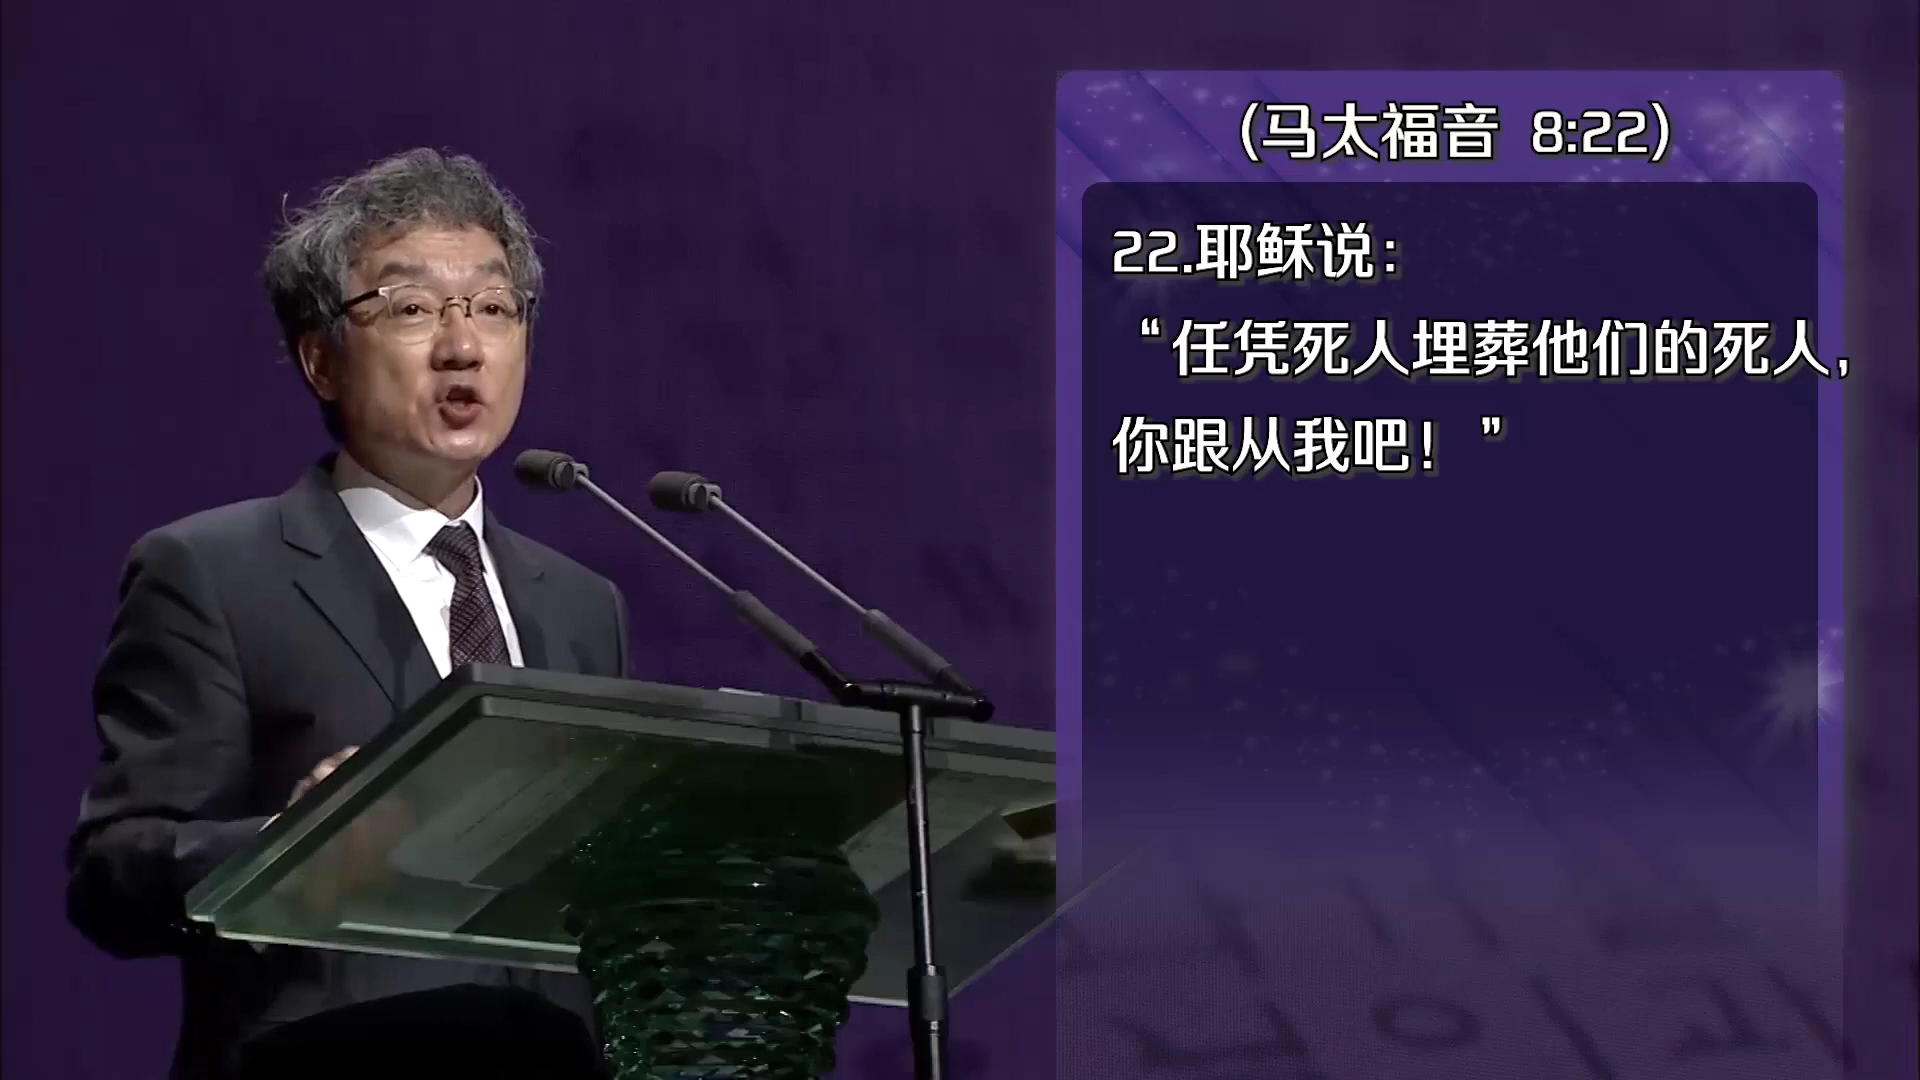 (马太福音 8:22)
22.耶稣说：
“任凭死人埋葬他们的死人，
你跟从我吧！”